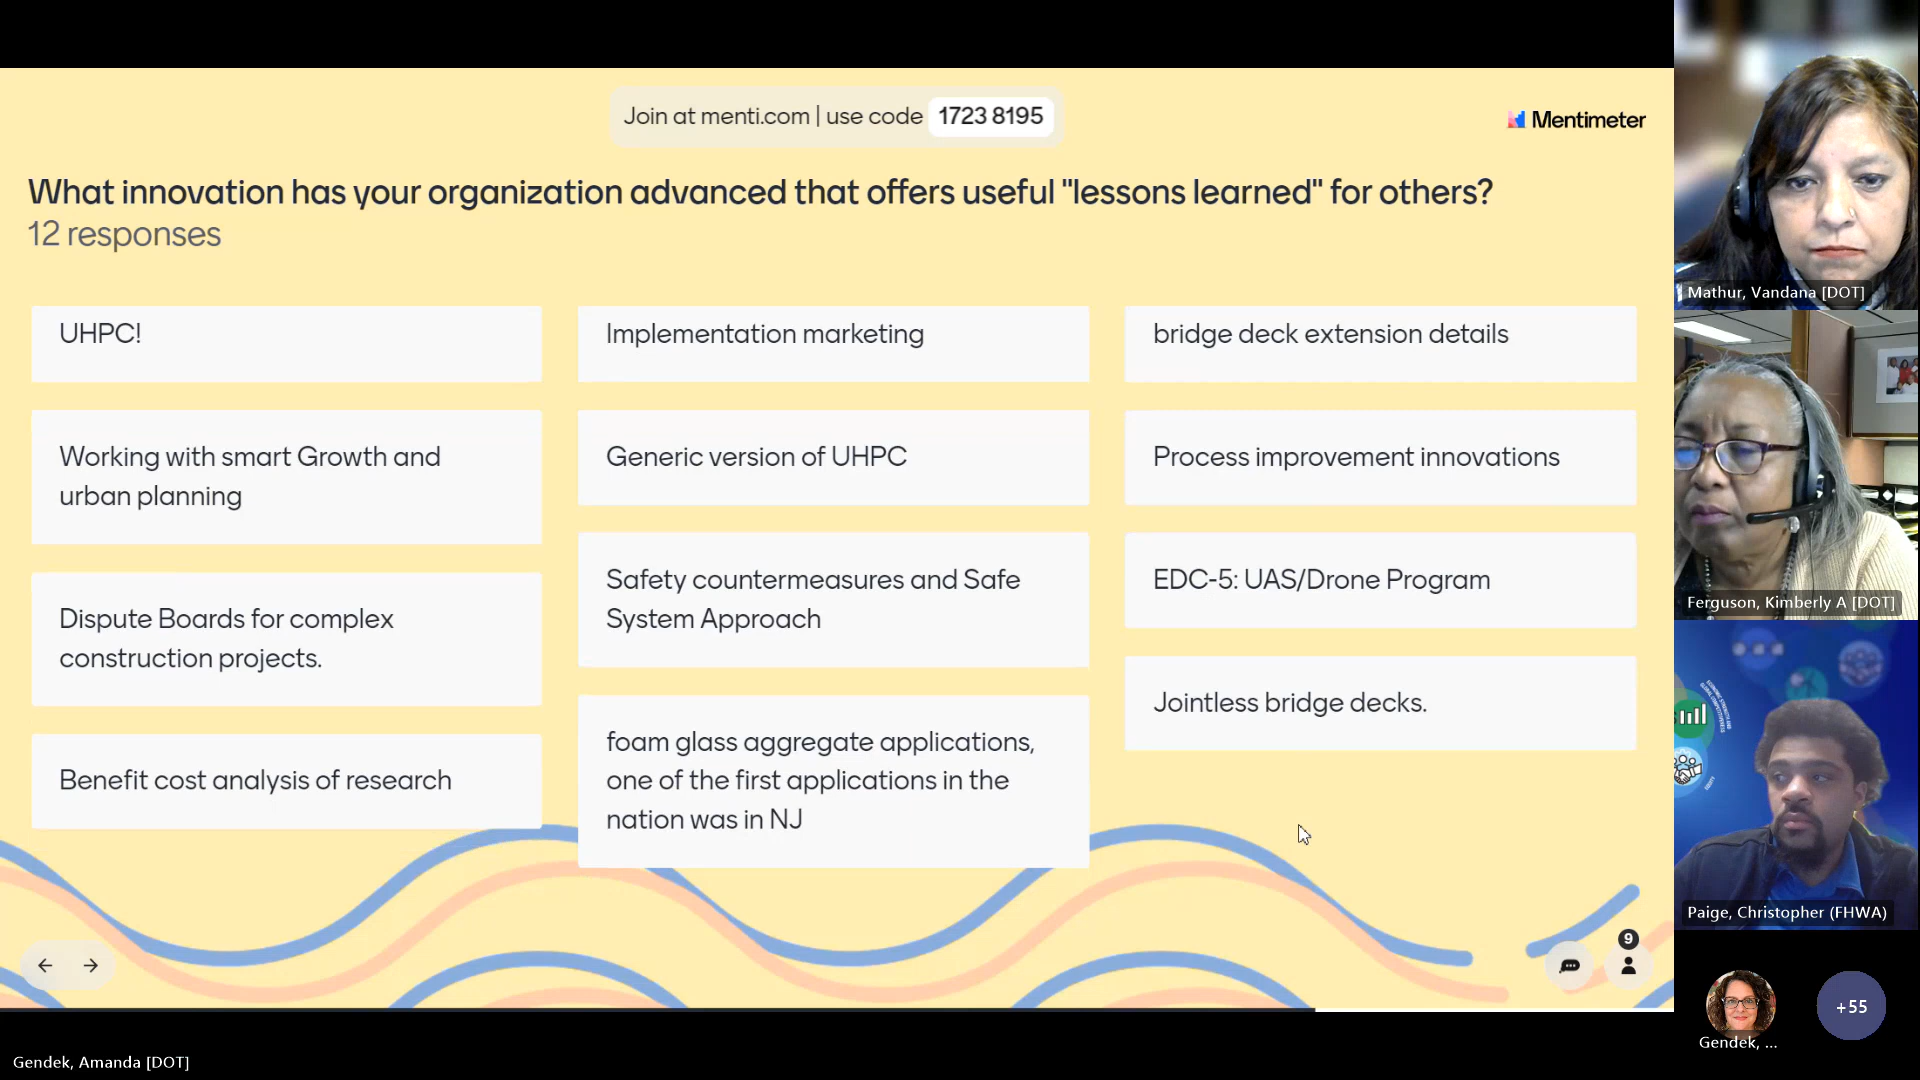 Join at menti.com | use code 1723 8195
Mentimeter
What innovation has your organization advanced that offers useful "lessons learned" for others?
12 responses
UHPC!
Working with smart Growth and
urban planning
Dispute Boards for complex
construction projects.
Benefit cost analysis of research
Implementation marketing
Generic version of UHPC
Safety countermeasures and Safe
System Approach
foam glass aggregate applications,
one of the first applications in the
nation was in NJ
bridge deck extension details
Process improvement innovations
EDC-5: UAS/Drone Program
Jointless bridge decks.
9
Mathur, Vandana [DOT]
Ferguson, Kimberly A [DOT]
Paige, Christopher (FHWA)
Gendek, ...
+55
Gendek, Amanda [DOT]